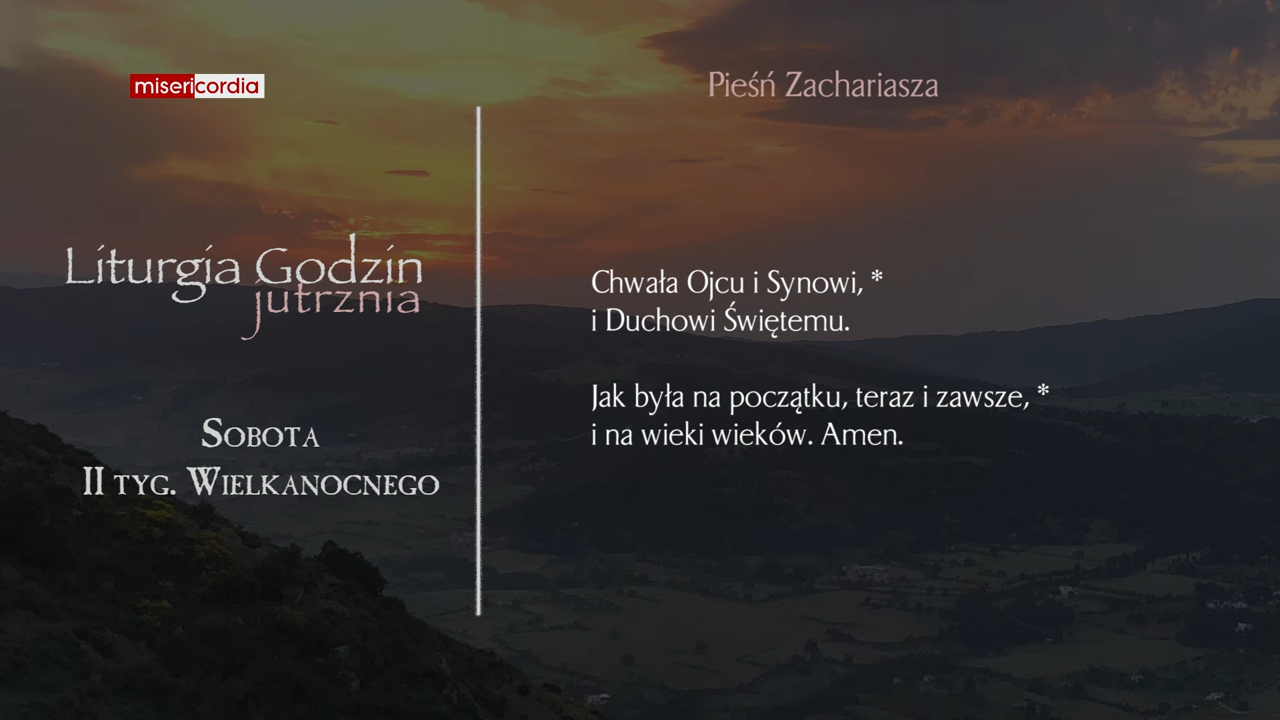 misericordia
Pieśń Zachariasza
Liturgia Godzin
jutrznia
Sobota
II tyg. Wielkanocnego
Chwała Ojcu i Synowi, *
i Duchowi Świętemu.
Jak była na początku, teraz i zawsze, *
i na wieki wieków. Amen.